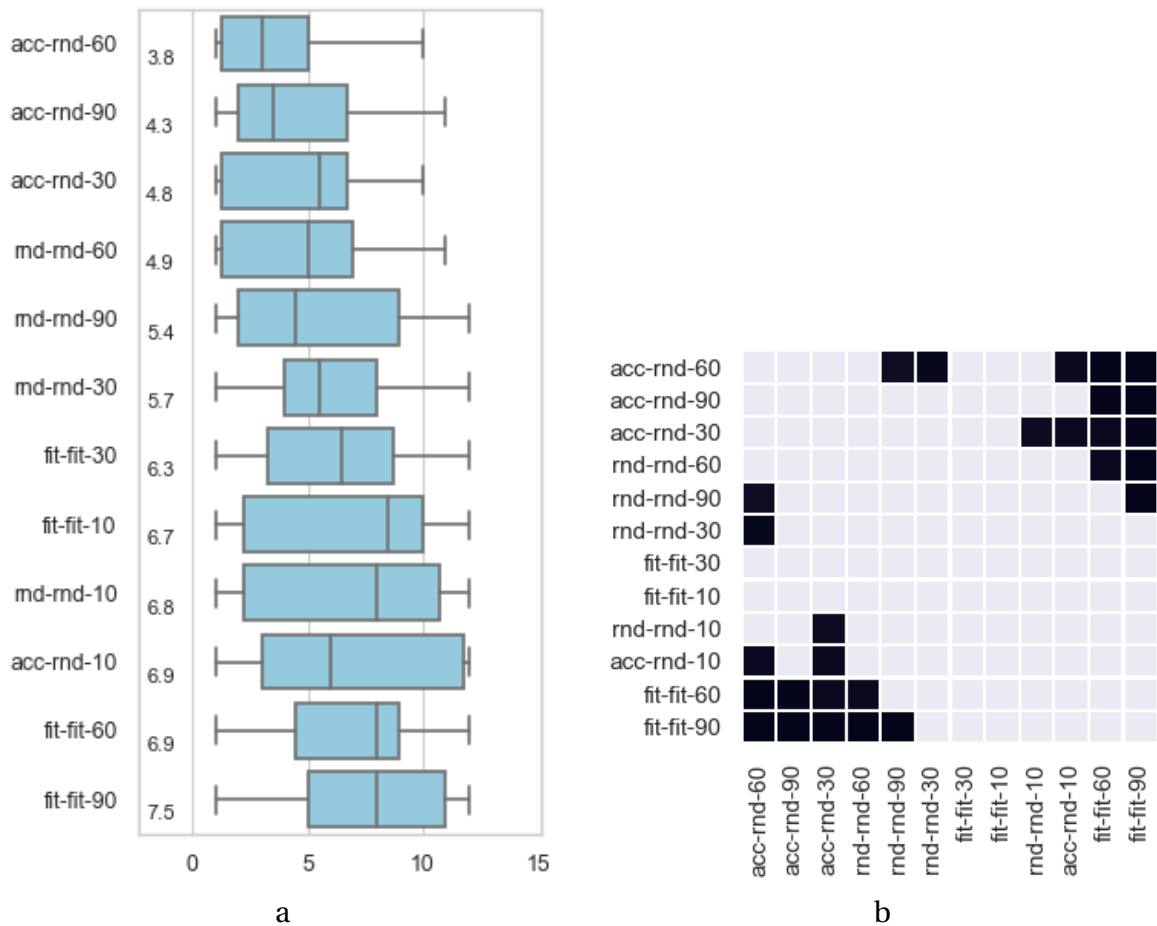 acc-rnd-60 3.8
acc-rnd-90 4.3
acc-rnd-30 4.8
rnd-rnd-60 4.9
rnd-rnd-90 5.4
rnd-rnd-30 5.7
fit-fit-30 6.3
fit-fit-10 6.7
rnd-rnd-10 6.8
acc-rnd-10 6.9
fit-fit-60 6.9
fit-fit-90 7.5
0 5 10 15
a
acc-rnd-60
acc-rnd-90
acc-rnd-30
rnd-rnd-60
rnd-rnd-90
rnd-rnd-30
fit-fit-30
fit-fit-10
rnd-rnd-10
acc-rnd-10
fit-fit-60
fit-fit-90
acc-rnd-60
acc-rnd-90
acc-rnd-30
rnd-rnd-60
rnd-rnd-90
rnd-rnd-30
fit-fit-30
fit-fit-10
rnd-rnd-10
acc-rnd-10
fit-fit-60
fit-fit-90
b